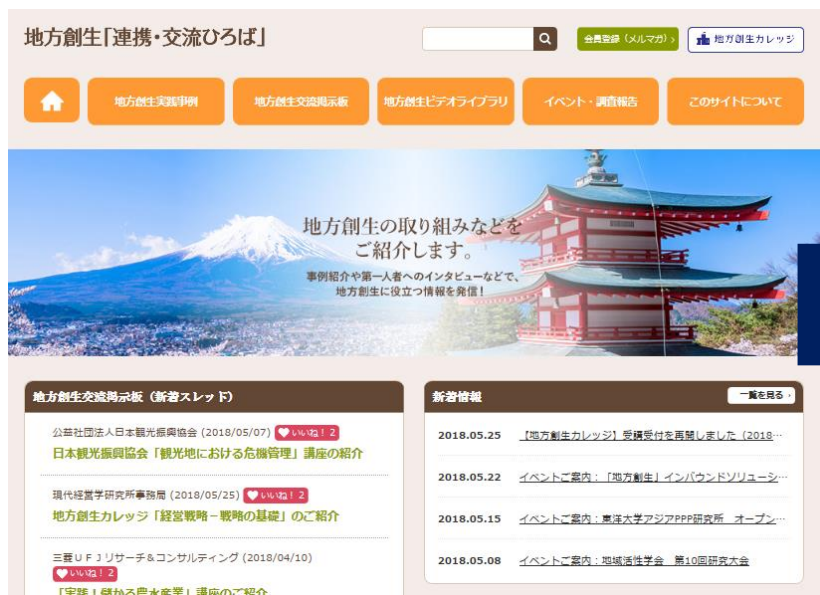 地方創生「連携・交流ひろば」
会員登録（メルマガ）›
地方創生カレッジ
地方創生実践事例
地方創生交流掲示板
地方創生ビデオライブラリ
イベント・調査報告
このサイトについて
地方創生の取り組みなどを
ご紹介します。
事例紹介や第一人者へのインタビューなどで、
地方創生に役立つ情報を発信！
地方創生交流掲示板（新着スレッド）
公益社団法人日本観光振興協会 (2018/05/07) いいね！ 2
日本観光振興協会「観光地における危機管理」講座の紹介
現代経営学研究所事務局 (2018/05/25) いいね！ 2
地方創生カレッジ「経営戦略－戦略の基礎」のご紹介
三菱ＵＦＪリサーチ&コンサルティング (2018/04/10)
いいね！ 2
「実践！儲かる農水産業」講座のご紹介
新着情報
一覧を見る ›
2018.05.25 【地方創生カレッジ】受講受付を再開しました（2018…
2018.05.22 イベントご案内：「地方創生」インバウンドソリューシ…
2018.05.15 イベントご案内：東洋大学アジアPPP研究所　オープン…
2018.05.08 イベントご案内：地域活性学会　第10回研究大会